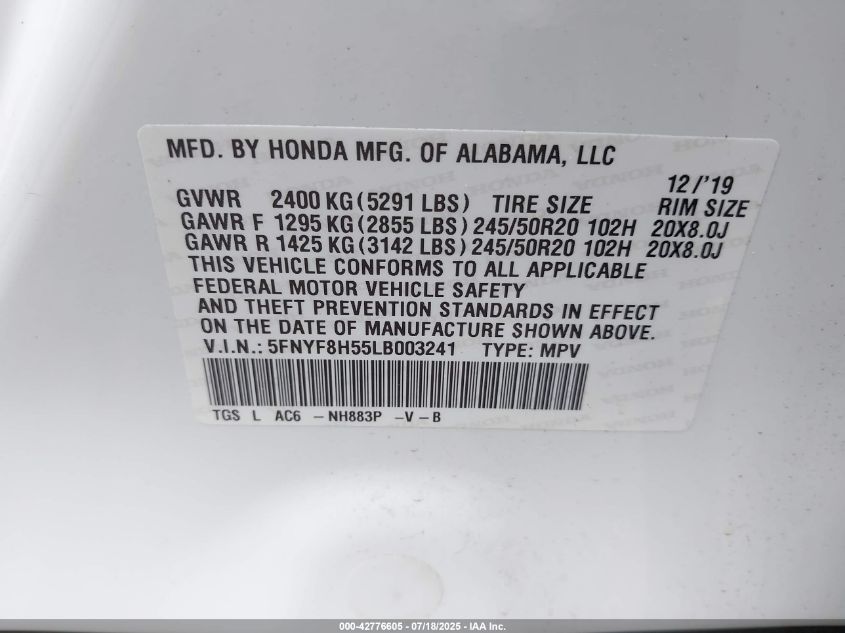 MFD. BY HONDA MFG. OF ALABAMA, LLC
12/'19
GVWR 2400 KG (5291 LBS) TIRE SIZE RIM SIZE
GAWR F 1295 KG (2855 LBS) 245/50R20 102H 20X8.0J
GAWR R 1425 KG (3142 LBS) 245/50R20 102H 20X8.0J
THIS VEHICLE CONFORMS TO ALL APPLICABLE
FEDERAL MOTOR VEHICLE SAFETY
AND THEFT PREVENTION STANDARDS IN EFFECT
ON THE DATE OF MANUFACTURE SHOWN ABOVE.
V.I.N.: 5FNYF8H55LB003241 TYPE: MPV
TGS L AC6 - NH883P - V - B
000-42776605 - 07/18/2025 - IAA Inc.